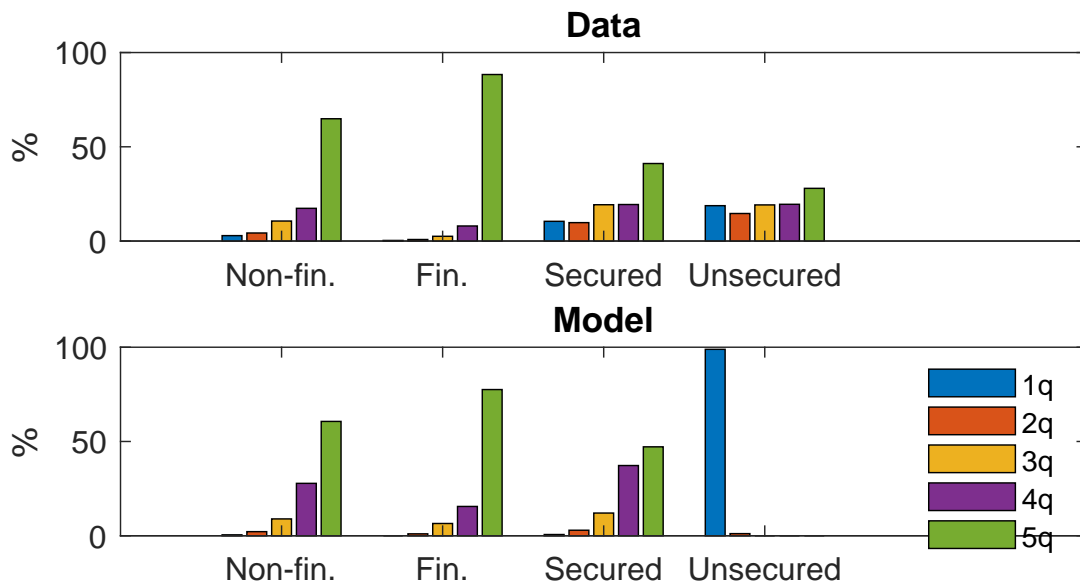 Data
100
50
0
%
Non-fin. Fin. Secured Unsecured
Model
100
50
0
%
Non-fin. Fin. Secured Unsecured
1q
2q
3q
4q
5q